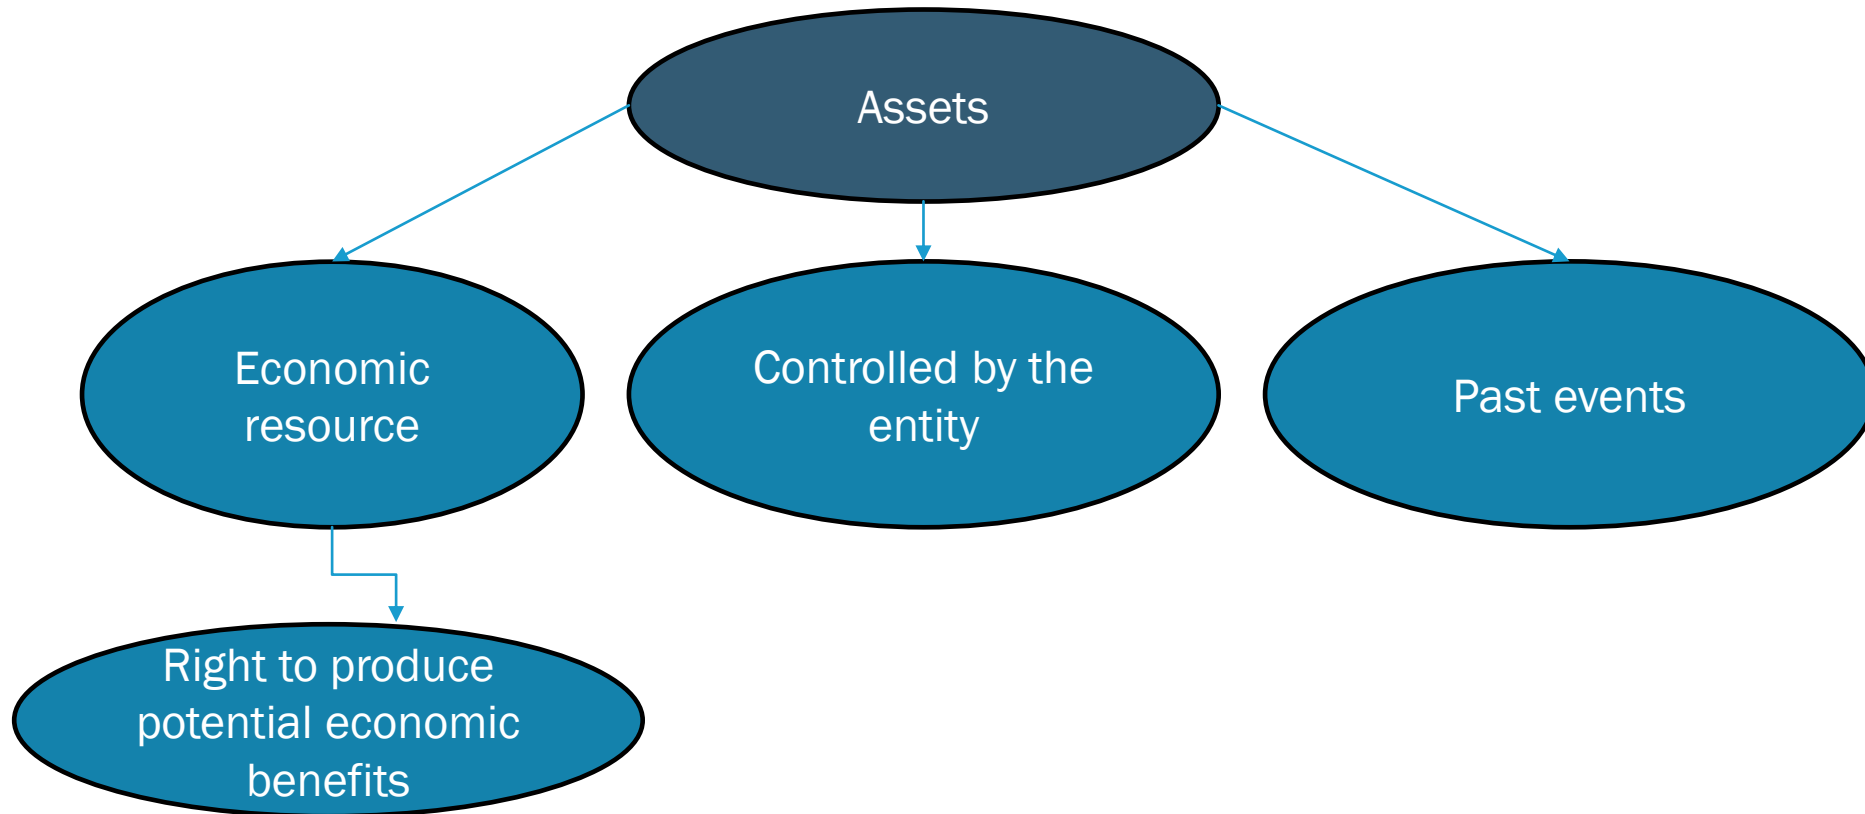 Assets
Economic
resource
Controlled by the
entity
Past events
Right to produce
potential economic
benefits